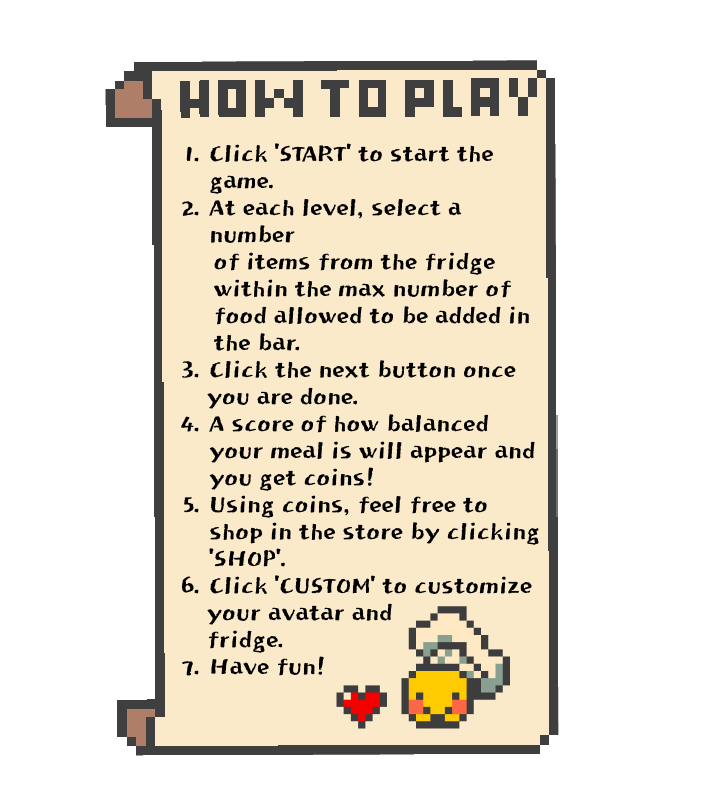 HOW TO PLAY
1. Click 'START' to start the
game.
2. At each level, select a
number
of items from the fridge
within the max number of
food allowed to be added in
the bar.
3. Click the next button once
you are done.
4. A score of how balanced
your meal is will appear and
you get coins!
5. Using coins, feel free to
shop in the store by clicking
'SHOP'.
6. Click 'CUSTOM' to customize
your avatar and
fridge.
7. Have fun!